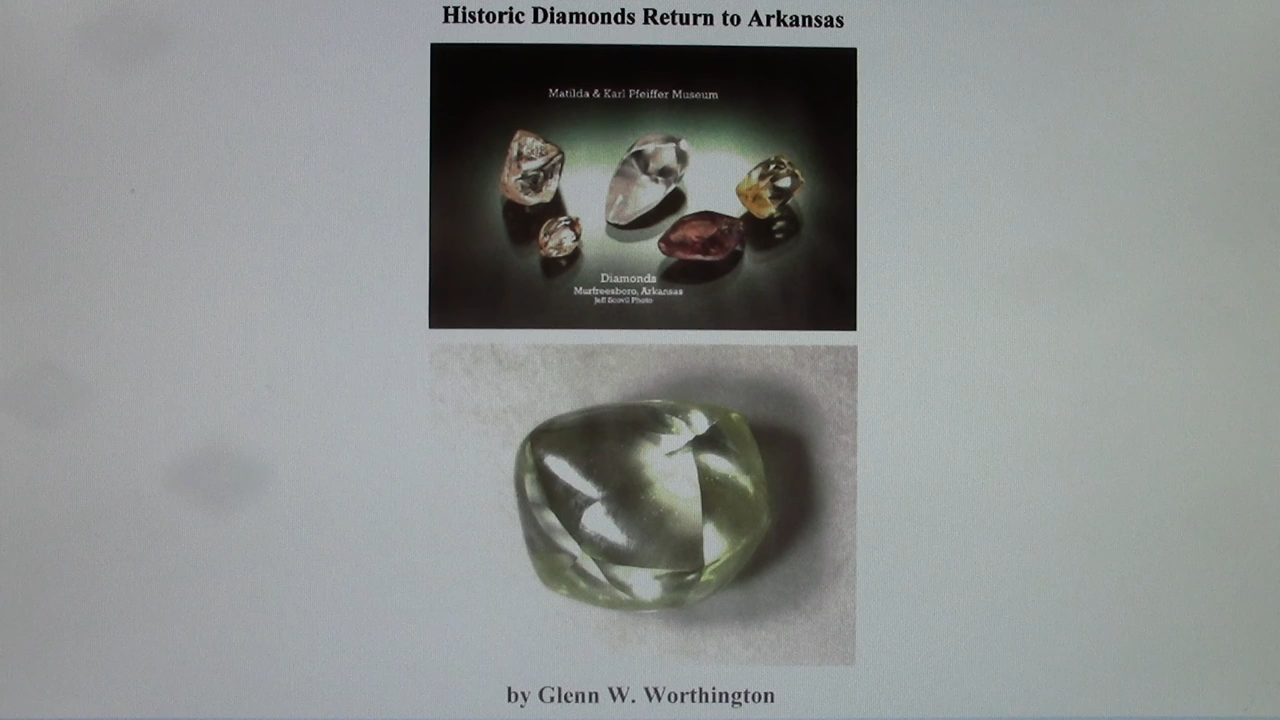 Historic Diamonds Return to Arkansas
Matilda & Karl Pfeiffer Museum
Diamonds
Murfreesboro, Arkansas
Jeff Scovil Photo
by Glenn W. Worthington